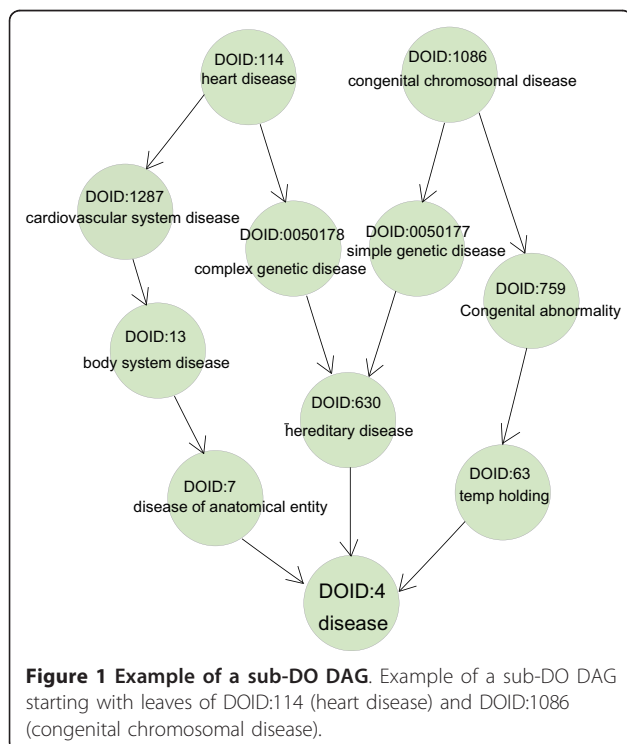 DOID:114
heart disease
DOID:1086
congenital chromosomal disease
DOID:1287
cardiovascular system disease
DOID:0050178
complex genetic disease
DOID:0050177
simple genetic disease
DOID:759
Congenital abnormality
DOID:13
body system disease
DOID:630
hereditary disease
DOID:7
disease of anatomical entity
DOID:63
temp holding
DOID:4
disease
Figure 1 Example of a sub-DO DAG. Example of a sub-DO DAG
starting with leaves of DOID:114 (heart disease) and DOID:1086
(congenital chromosomal disease).